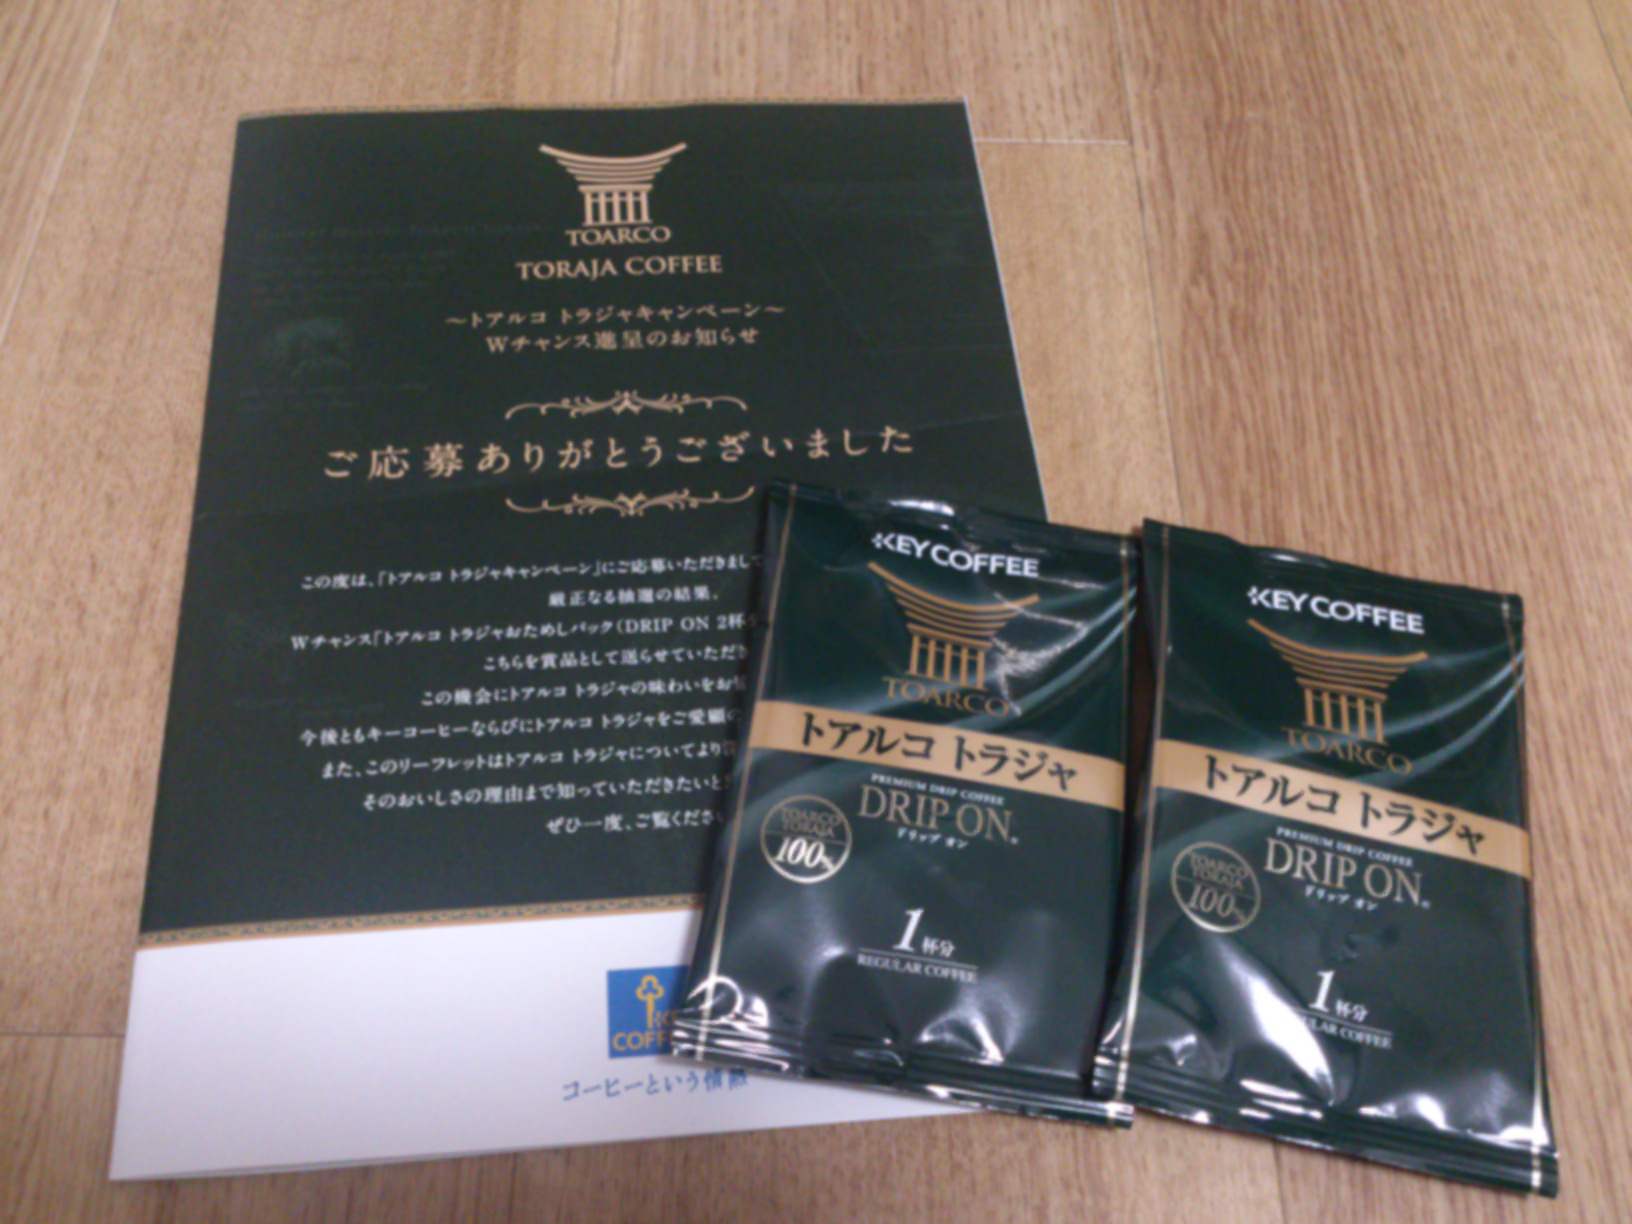 TOARCO
TORAJA COFFEE
～トアルコ トラジャキャンペーン～
Wチャンス進呈のお知らせ
ご応募ありがとうございました
この度は、「トアルコ トラジャキャンペーン」にご応募いただきまして
厳正なる抽選の結果、
Wチャンス「トアルコ トラジャおためしパック(DRIP ON 2杯
こちらを賞品として送らせていただき
この機会にトアルコ トラジャの味わいをお
今後ともキーコーヒーならびにトアルコ トラジャをご愛顧の
また、このリーフレットはトアルコ トラジャについてより
そのおいしさの理由まで知っていただきたいと
ぜひ一度、ご覧くださ
COFF
コーヒーという情熱
KEY COFFEE
TOARCO
トアルコ トラジャ
PREMIUM DRIP COFFEE
DRIP ON®
ドリップ オン
TOARCO
TORAJA
100%
1杯分
REGULAR COFFEE
KEY COFFEE
TOARCO
トアルコ トラジャ
PREMIUM DRIP COFFEE
DRIP ON®
ドリップ オン
TOARCO
TORAJA
100%
1杯分
LAR COFFEE